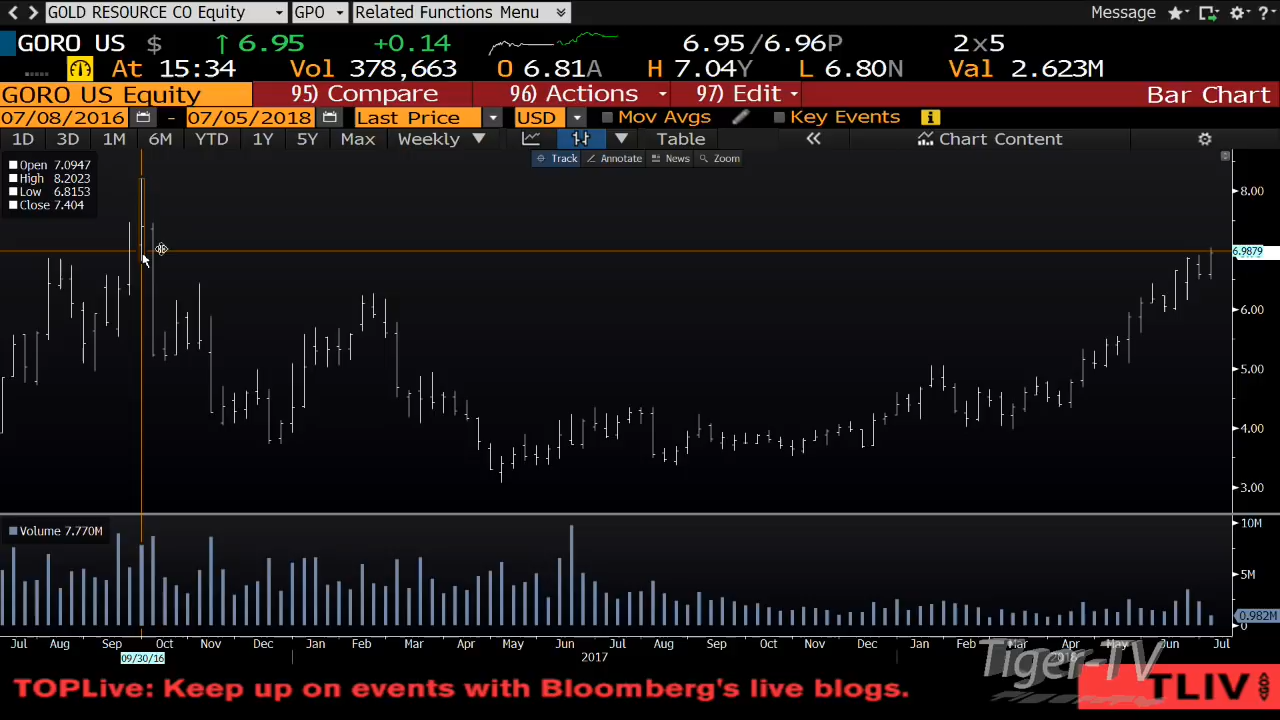 GOLD RESOURCE CO Equity GPO Related Functions Menu Message
GORO US $ ↑ 6.95 +0.14 6.95/6.96P 2x5
At 15:34 Vol 378,663 O 6.81A H 7.04Y L 6.80N Val 2.623M
GORO US Equity 95) Compare 96) Actions 97) Edit Bar Chart
07/08/2016 - 07/05/2018 Last Price USD Mov Avgs Key Events
1D 3D 1M 6M YTD 1Y 5Y Max Weekly Table « Chart Content
Track Annotate News Zoom
Open 7.0947
High 8.2023
Low 6.8153
Close 7.404
8.00
6.9879
6.00
5.00
4.00
3.00
Volume 7.770M
10M
5M
0.982M
0
Jul Aug Sep Oct Nov Dec Jan Feb Mar Apr May Jun Jul Aug Sep Oct Nov Dec Jan Feb Mar Apr May Jun Jul
09/30/16 2017 2018
Tiger-TV
TOPLive: Keep up on events with Bloomberg's live blogs. TLIV